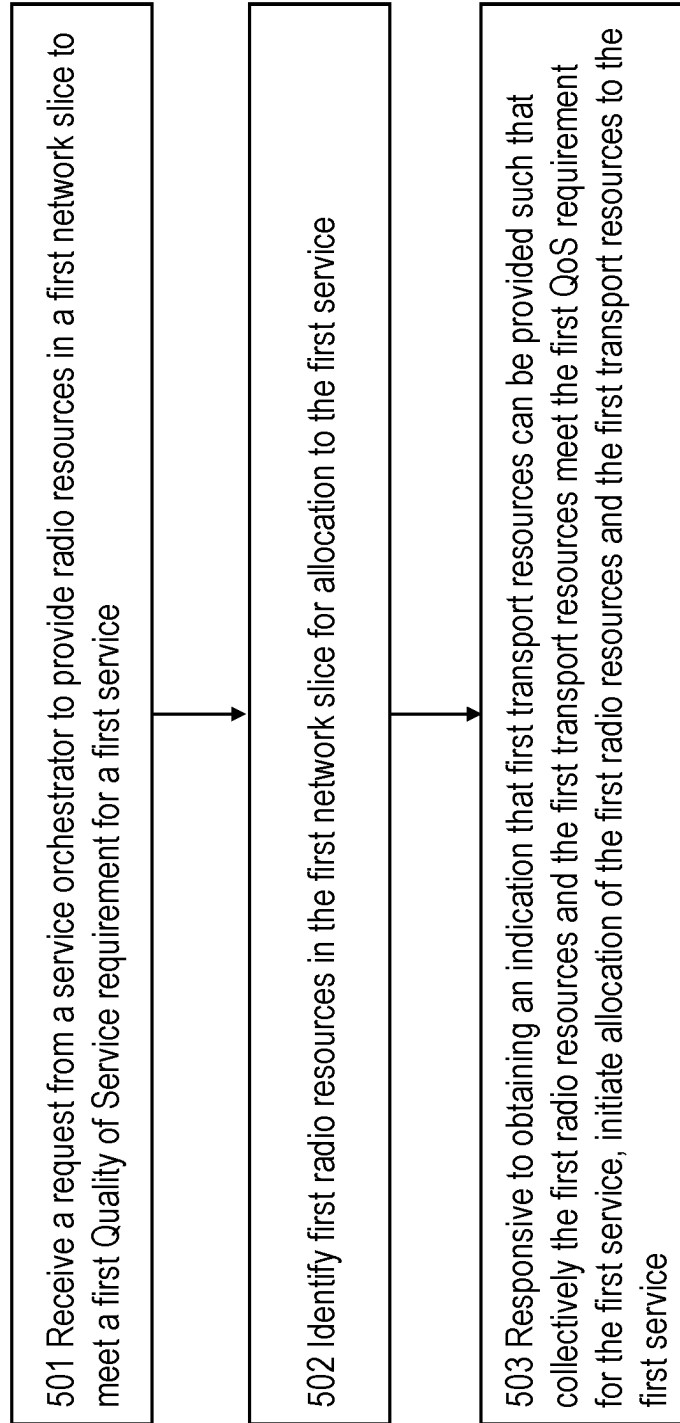 501 Receive a request from a service orchestrator to provide radio resources in a first network slice to
meet a first Quality of Service requirement for a first service
502 Identify first radio resources in the first network slice for allocation to the first service
503 Responsive to obtaining an indication that first transport resources can be provided such that
collectively the first radio resources and the first transport resources meet the first QoS requirement
for the first service, initiate allocation of the first radio resources and the first transport resources to the
first service